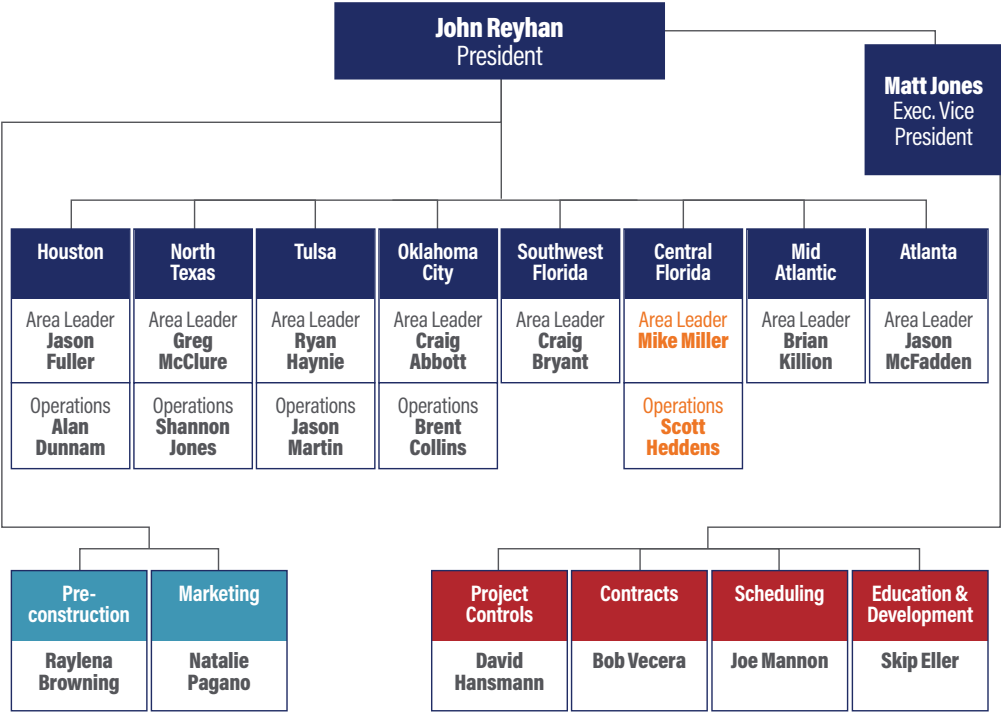 John Reyhan
President
Matt Jones
Exec. Vice
President
Houston
Area Leader
Jason
Fuller
Operations
Alan
Dunnam
North
Texas
Area Leader
Greg
McClure
Operations
Shannon
Jones
Tulsa
Area Leader
Ryan
Haynie
Operations
Jason
Martin
Oklahoma
City
Area Leader
Craig
Abbott
Operations
Brent
Collins
Southwest
Florida
Area Leader
Craig
Bryant
Central
Florida
Area Leader
Mike Miller
Operations
Scott
Heddens
Mid
Atlantic
Area Leader
Brian
Killion
Atlanta
Area Leader
Jason
McFadden
Pre-
construction
Raylena
Browning
Marketing
Natalie
Pagano
Project
Controls
David
Hansmann
Contracts
Bob Vecera
Scheduling
Joe Mannon
Education &
Development
Skip Eller